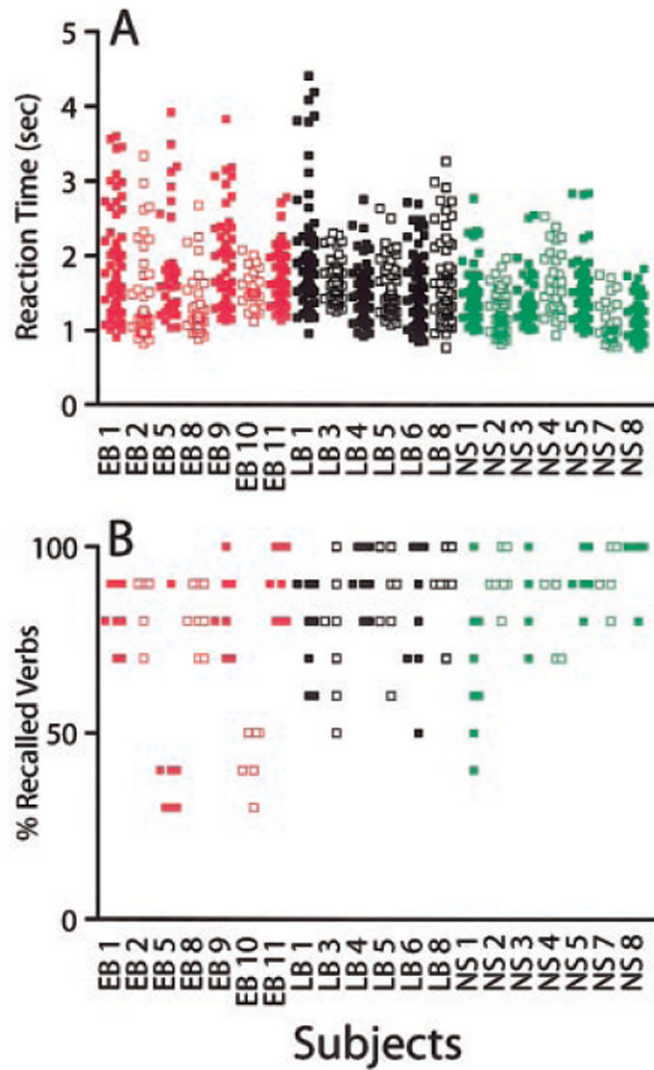 A
5
4
3
2
1
0
Reaction Time (sec)
EB 1
EB 2
EB 5
EB 8
EB 9
EB 10
EB 11
LB 1
LB 3
LB 4
LB 5
LB 6
LB 8
NS 1
NS 2
NS 3
NS 4
NS 5
NS 7
NS 8
B
100
50
0
% Recalled Verbs
EB 1
EB 2
EB 5
EB 8
EB 9
EB 10
EB 11
LB 1
LB 3
LB 4
LB 5
LB 6
LB 8
NS 1
NS 2
NS 3
NS 4
NS 5
NS 7
NS 8
Subjects